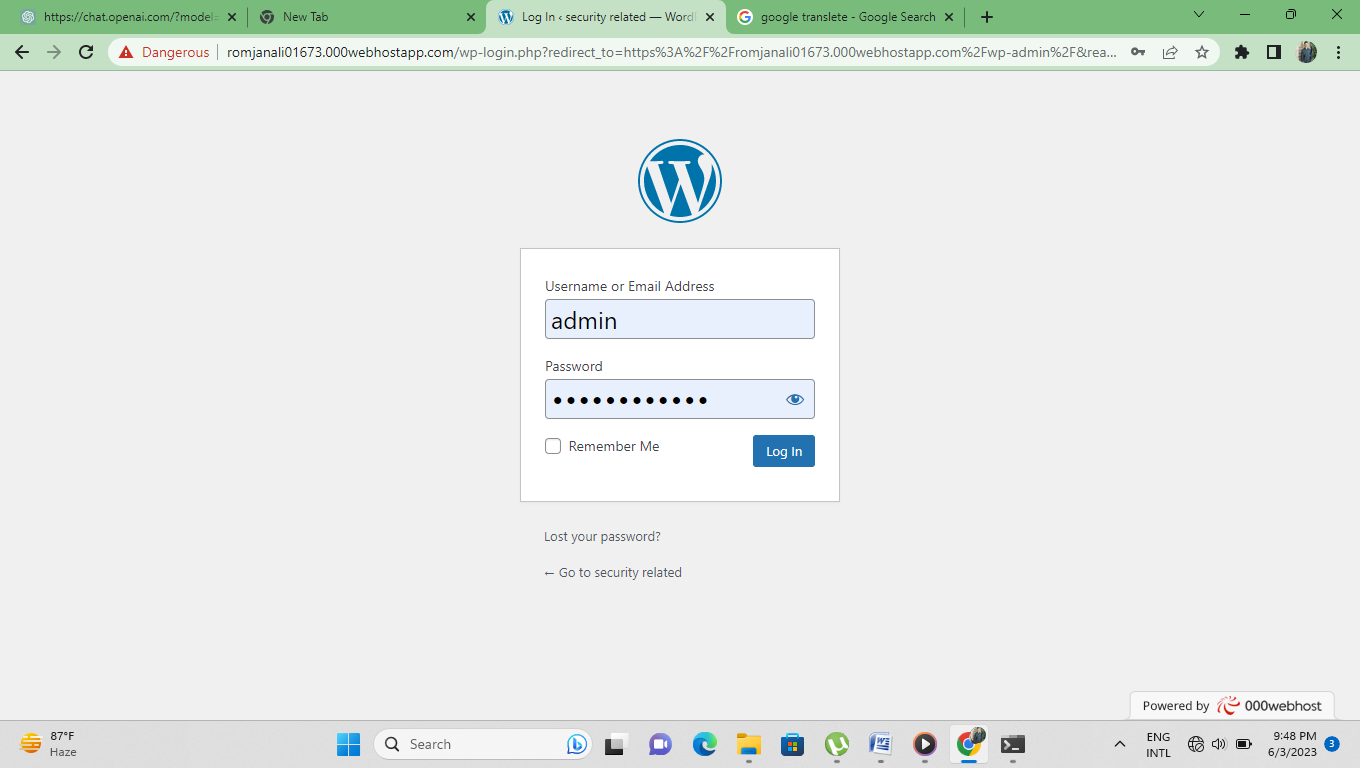 https://chat.openai.com/?model=
New Tab
Log In ‹ security related — Word
google translete - Google Search
Dangerous
romjanali01673.000webhostapp.com/wp-login.php?redirect_to=https%3A%2F%2Fromjanali01673.000webhostapp.com%2Fwp-admin%2F&rea...
Username or Email Address
admin
Password
Remember Me
Log In
Lost your password?
← Go to security related
Powered by 000webhost
87°F
Haze
Search
ENG
INTL
9:48 PM
6/3/2023
3